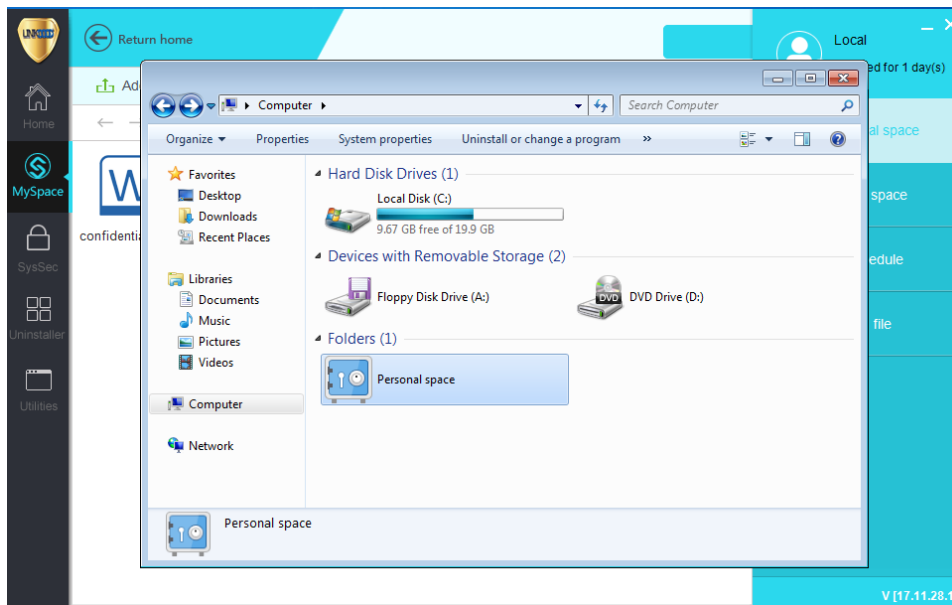 Return home
Local
ed for 1 day(s)
Ad
Home
MySpace
SysSec
Uninstaller
Utilities
confidentia
Computer
Search Computer
Organize
Properties
System properties
Uninstall or change a program
»
Favorites
Desktop
Downloads
Recent Places
Libraries
Documents
Music
Pictures
Videos
Computer
Network
Hard Disk Drives (1)
Local Disk (C:)
9.67 GB free of 19.9 GB
Devices with Removable Storage (2)
Floppy Disk Drive (A:)
DVD
DVD Drive (D:)
Folders (1)
Personal space
Personal space
al space
space
edule
file
V [17.11.28.1